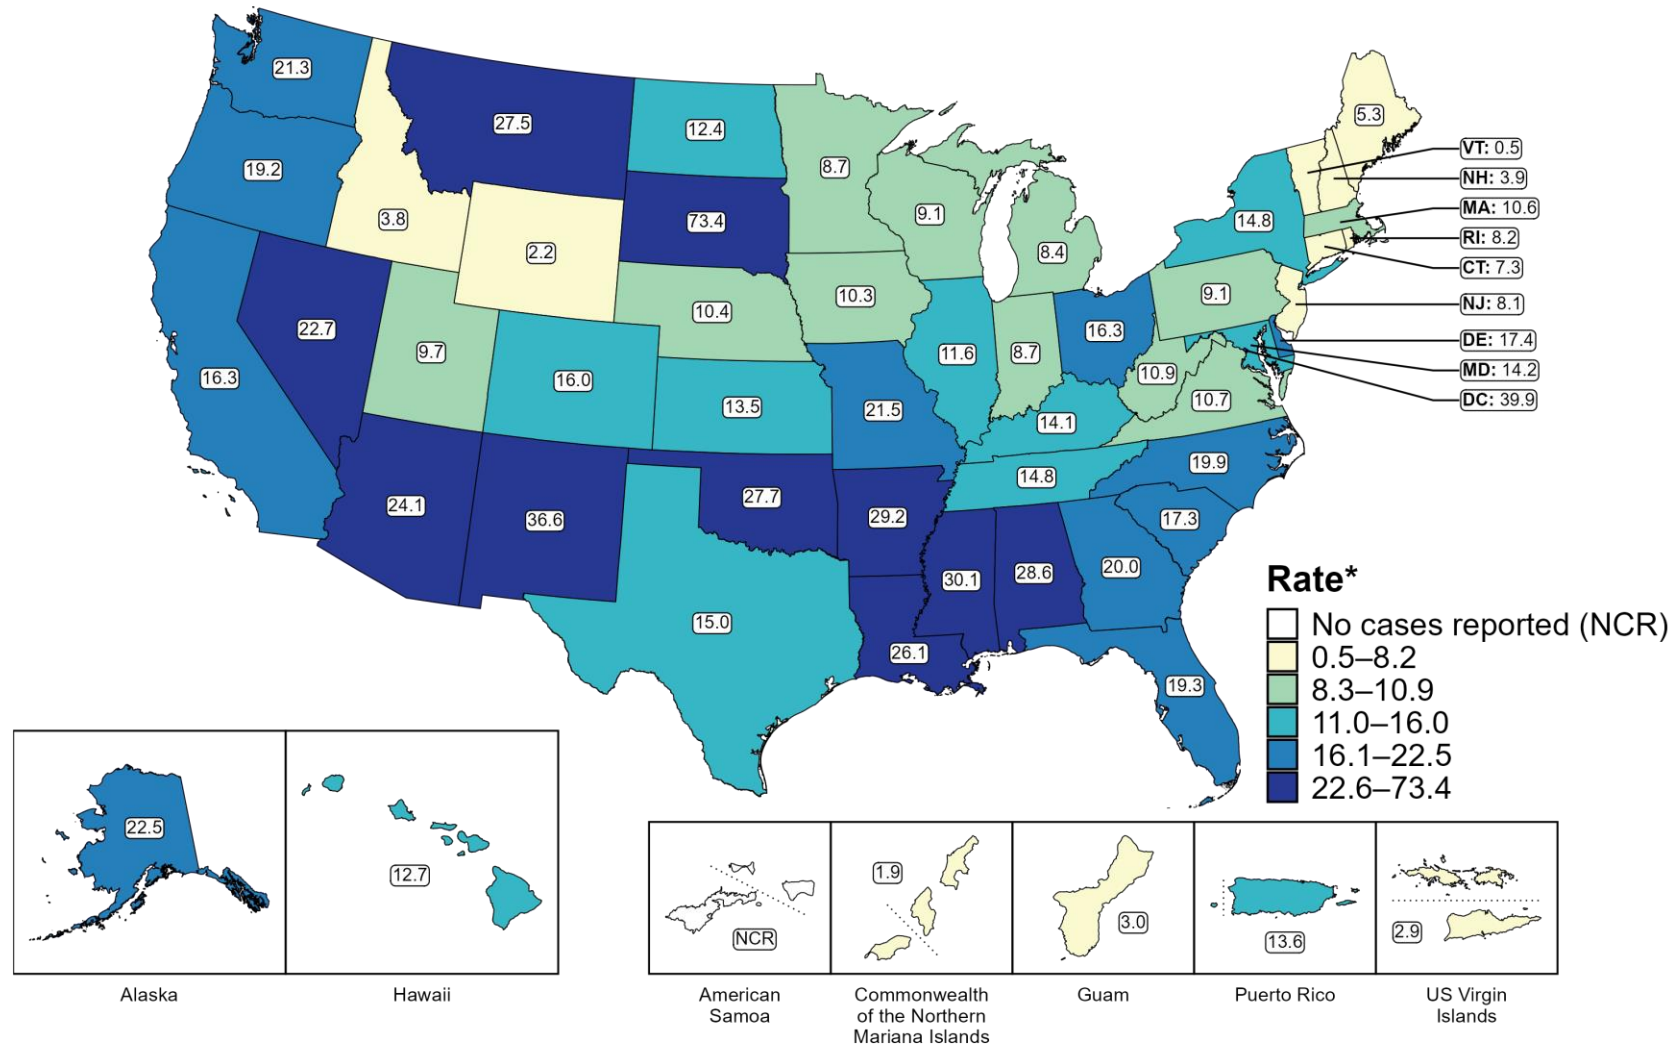 21.3
27.5
12.4
8.7
5.3
VT: 0.5
NH: 3.9
MA: 10.6
RI: 8.2
CT: 7.3
NJ: 8.1
DE: 17.4
MD: 14.2
DC: 39.9
19.2
3.8
2.2
73.4
9.1
8.4
14.8
16.3
22.7
9.7
16.0
10.4
10.3
11.6
8.7
16.3
9.1
10.9
10.7
13.5
21.5
14.1
14.8
19.9
17.3
24.1
36.6
27.7
29.2
30.1
28.6
20.0
15.0
26.1
19.3
Rate*
No cases reported (NCR)
0.5–8.2
8.3–10.9
11.0–16.0
16.1–22.5
22.6–73.4
22.5
12.7
NCR
1.9
3.0
13.6
2.9
Alaska
Hawaii
American
Samoa
Commonwealth
of the Northern
Mariana Islands
Guam
Puerto Rico
US Virgin
Islands